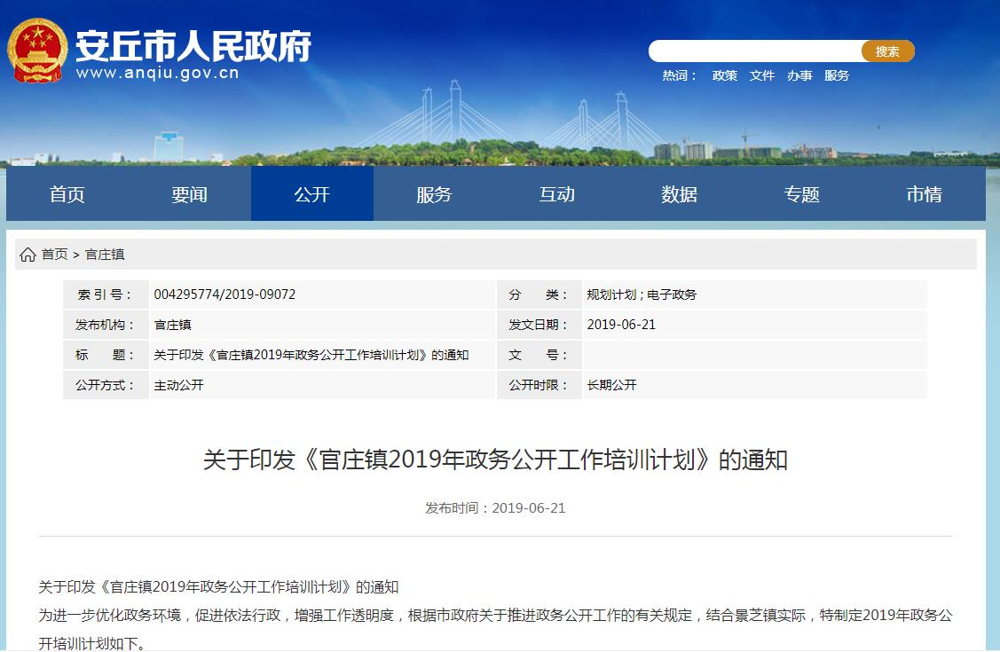 安丘市人民政府
www.anqiu.gov.cn
搜索
热词： 政策 文件 办事 服务
首页 要闻 公开 服务 互动 数据 专题 市情
首页 > 官庄镇
索 引 号： 004295774/2019-09072 分 类： 规划计划 ; 电子政务
发布机构： 官庄镇 发文日期： 2019-06-21
标 题： 关于印发《官庄镇2019年政务公开工作培训计划》的通知 文 号：
公开方式： 主动公开 公开时限： 长期公开
关于印发《官庄镇2019年政务公开工作培训计划》的通知
发布时间：2019-06-21
关于印发《官庄镇2019年政务公开工作培训计划》的通知
为进一步优化政务环境，促进依法行政，增强工作透明度，根据市政府关于推进政务公开工作的有关规定，结合景芝镇实际，特制定2019年政务公
开培训计划如下。